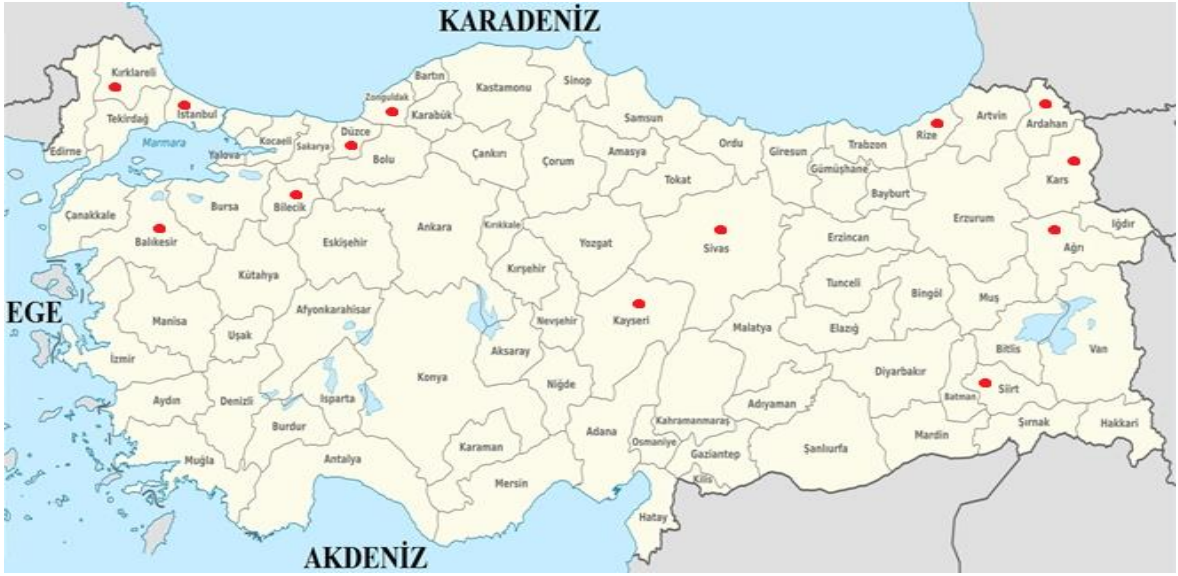 KARADENİZ
Kırklareli
Tekirdağ
İstanbul
Edirne
Marmara
Yalova
Kocaeli
Sakarya
Düzce
Bolu
Zonguldak
Bartın
Karabük
Kastamonu
Sinop
Samsun
Çankırı
Çorum
Amasya
Tokat
Ordu
Giresun
Trabzon
Gümüşhane
Bayburt
Rize
Artvin
Ardahan
Kars
Iğdır
Ağrı
Erzurum
Erzincan
Sivas
Yozgat
Kırıkkale
Ankara
Eskişehir
Bilecik
Bursa
Balıkesir
Çanakkale
Kütahya
Kırşehir
Nevşehir
Kayseri
Malatya
Tunceli
Elazığ
Bingöl
Muş
Bitlis
Van
EGE
Manisa
Uşak
Afyonkarahisar
İzmir
Konya
Aksaray
Niğde
Diyarbakır
Batman
Siirt
Şırnak
Hakkari
Aydın
Denizli
Isparta
Burdur
Muğla
Antalya
Karaman
Mersin
Adana
Kahramanmaraş
Osmaniye
Adıyaman
Gaziantep
Kilis
Şanlıurfa
Mardin
Hatay
AKDENİZ